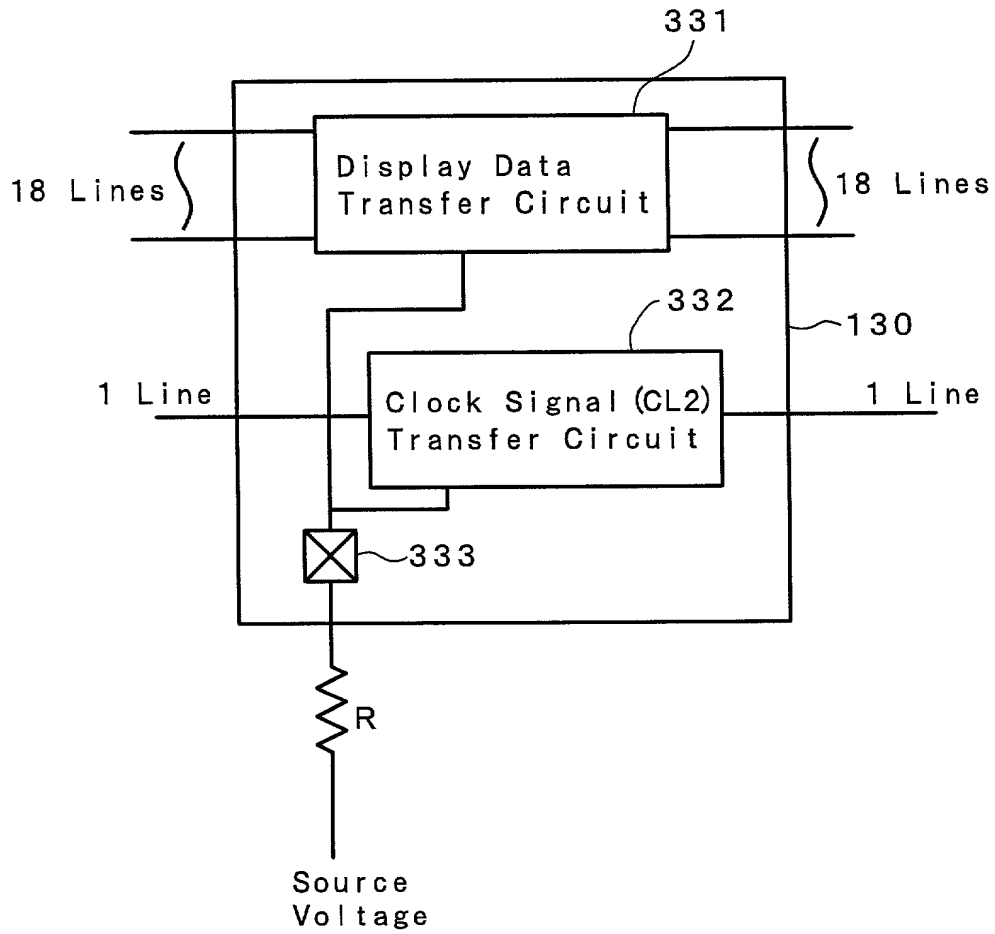 331
Display Data
Transfer Circuit
18 Lines
18 Lines
332
130
1 Line
Clock Signal (CL2)
Transfer Circuit
1 Line
333
R
Source
Voltage